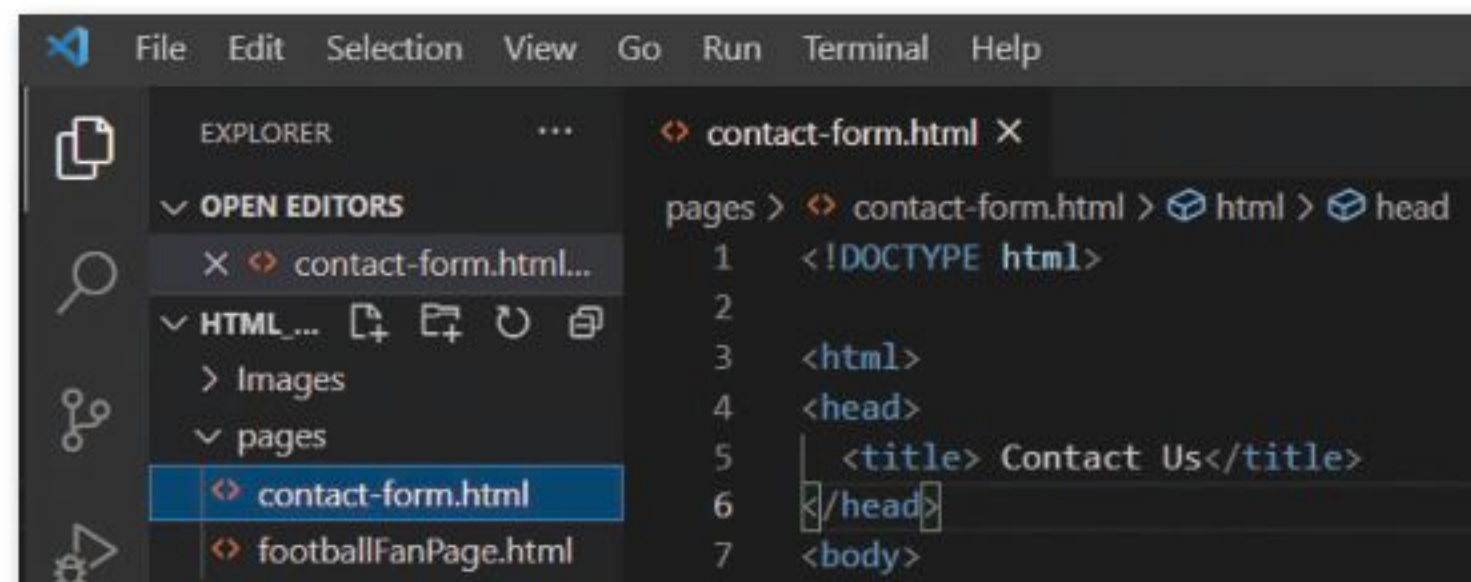 File Edit Selection View Go Run Terminal Help
EXPLORER ...
OPEN EDITORS
contact-form.html...
HTML_...
Images
pages
contact-form.html
footballFanPage.html
contact-form.html
pages > contact-form.html > html > head
1 <!DOCTYPE html>
2
3 <html>
4 <head>
5 <title> Contact Us</title>
6 </head>
7 <body>